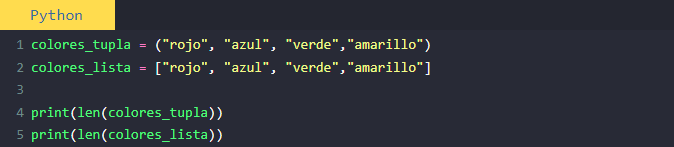 Python
1 colores_tupla = ("rojo", "azul", "verde","amarillo")
2 colores_lista = ["rojo", "azul", "verde","amarillo"]
3
4 print(len(colores_tupla))
5 print(len(colores_lista))